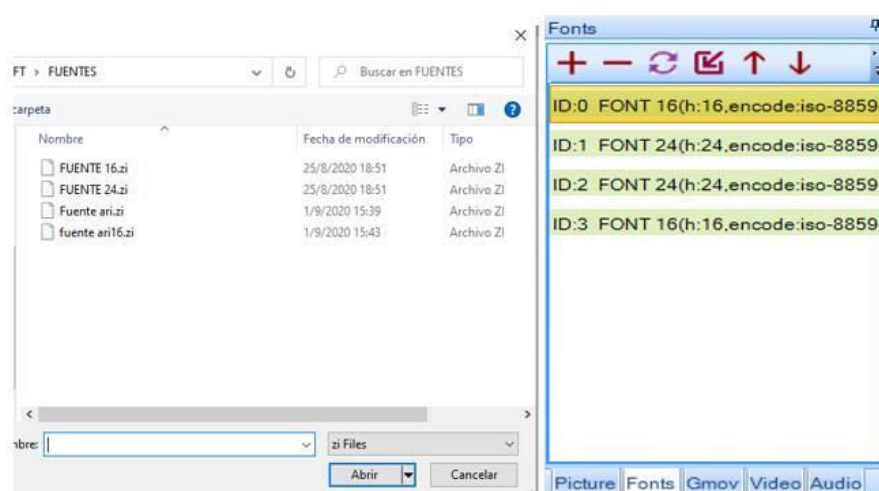 FT › FUENTES
Buscar en FUENTES
carpeta
Nombre
Fecha de modificación
Tipo
FUENTE 16.zi
25/8/2020 18:51
Archivo ZI
FUENTE 24.zi
25/8/2020 18:51
Archivo ZI
Fuente ari.zi
1/9/2020 15:39
Archivo ZI
fuente ari16.zi
1/9/2020 15:43
Archivo ZI
nbre:
zi Files
Abrir
Cancelar
Fonts
ID:0 FONT 16(h:16,encode:iso-8859
ID:1 FONT 24(h:24,encode:iso-8859
ID:2 FONT 24(h:24,encode:iso-8859
ID:3 FONT 16(h:16,encode:iso-8859
Picture Fonts Gmov Video Audio